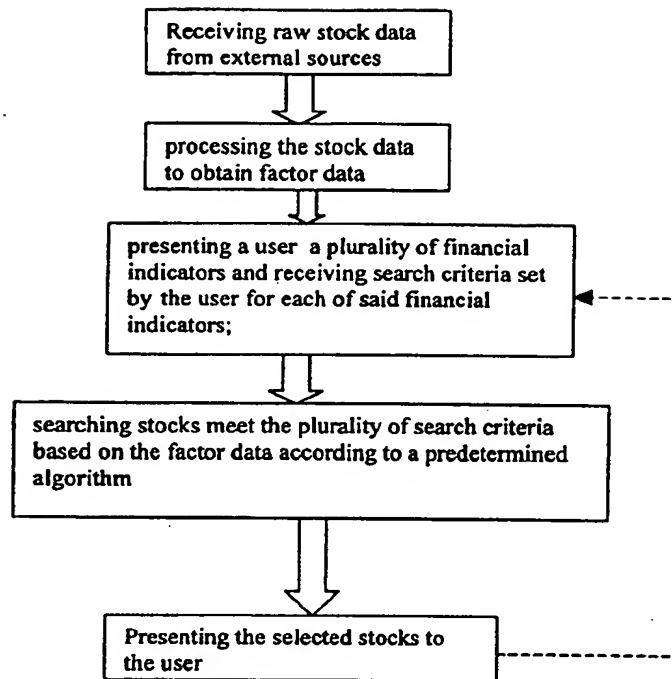 Receiving raw stock data
from external sources
processing the stock data
to obtain factor data
presenting a user a plurality of financial
indicators and receiving search criteria set
by the user for each of said financial
indicators;
searching stocks meet the plurality of search criteria
based on the factor data according to a predetermined
algorithm
Presenting the selected stocks to
the user